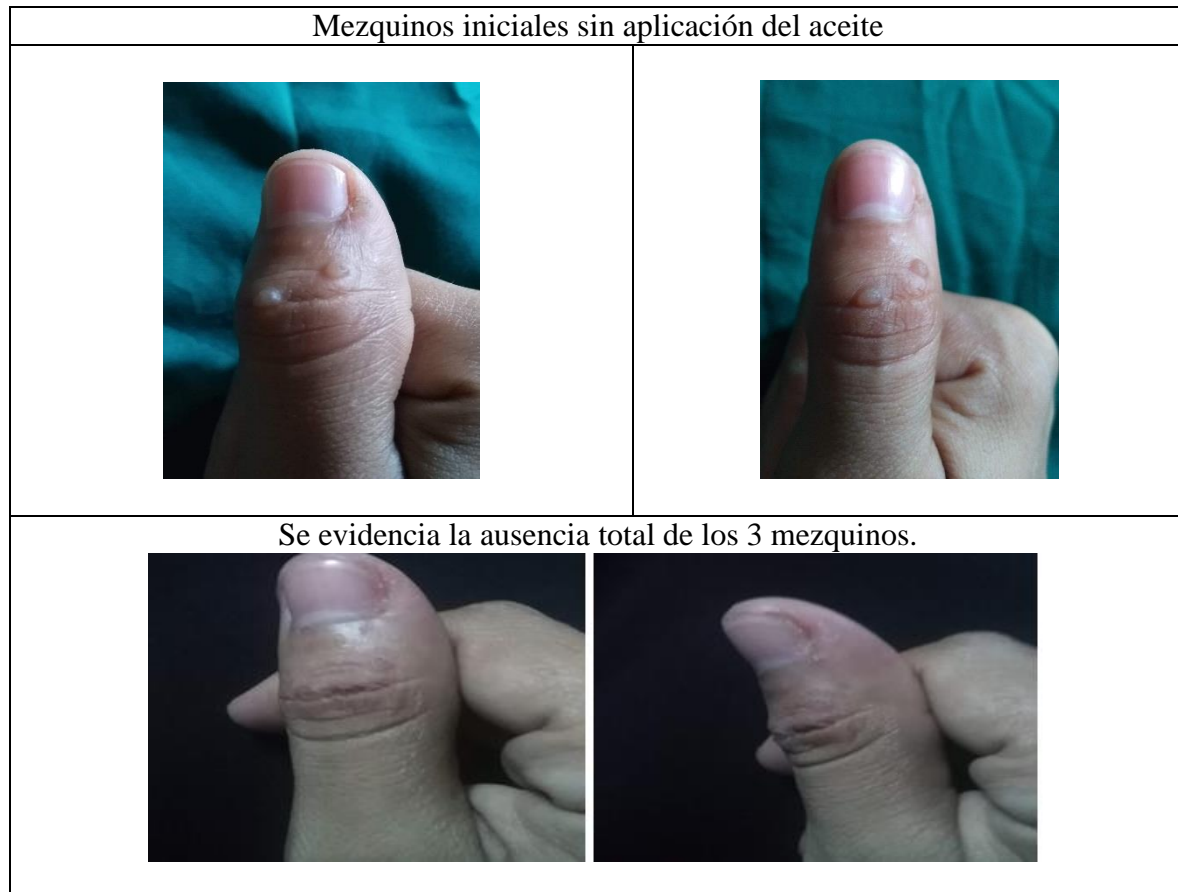 Mezquinos iniciales sin aplicación del aceite
Se evidencia la ausencia total de los 3 mezquinos.